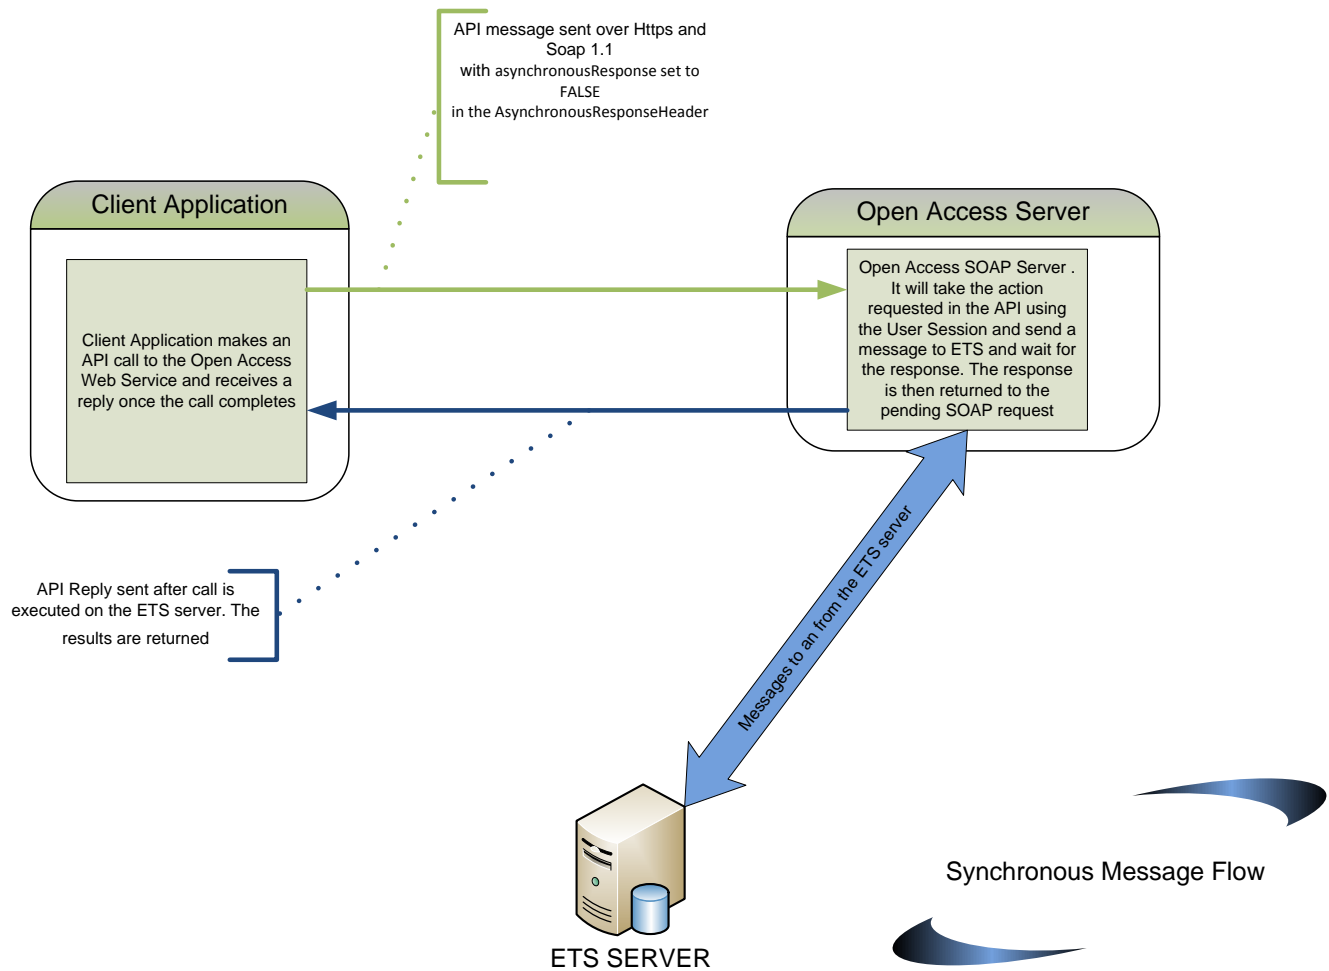 API message sent over Https and
Soap 1.1
with asynchronousResponse set to
FALSE
in the AsynchronousResponseHeader
Client Application
Open Access Server
Client Application makes an
API call to the Open Access
Web Service and receives a
reply once the call completes
Open Access SOAP Server .
It will take the action
requested in the API using
the User Session and send a
message to ETS and wait for
the response. The response
is then returned to the
pending SOAP request
API Reply sent after call is
executed on the ETS server. The
results are returned
Messages to an from the ETS server
Synchronous Message Flow
ETS SERVER